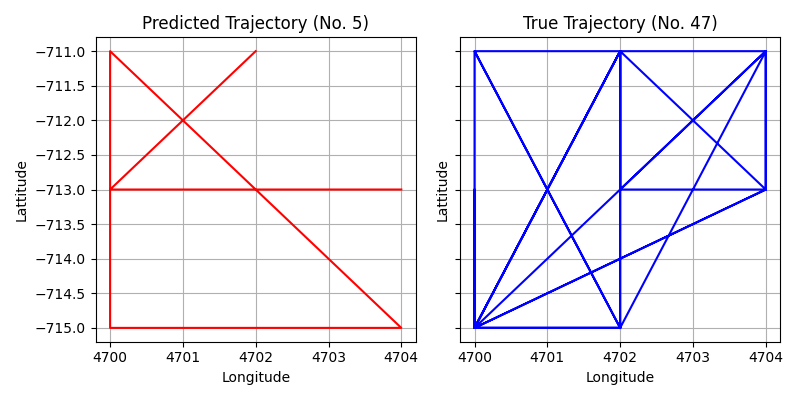 Predicted Trajectory (No. 5)
True Trajectory (No. 47)
Lattitude
−711.0
−711.5
−712.0
−712.5
−713.0
−713.5
−714.0
−714.5
−715.0
4700 4701 4702 4703 4704
Longitude
Lattitude
4700 4701 4702 4703 4704
Longitude